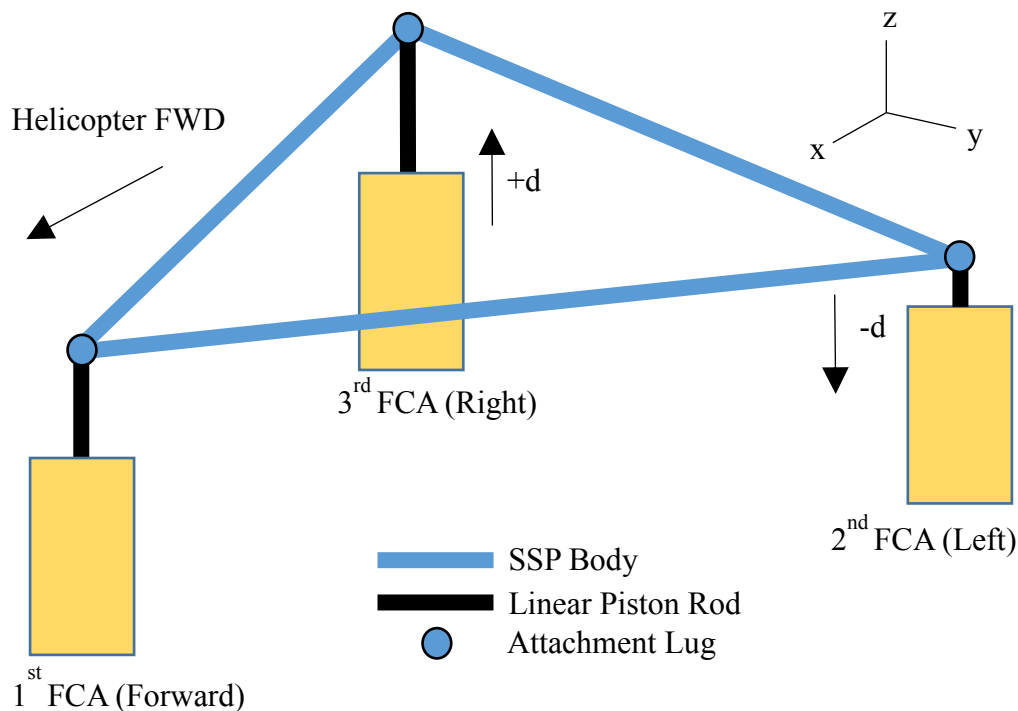 z
Helicopter FWD
x
y
+d
-d
3rd FCA (Right)
2nd FCA (Left)
SSP Body
Linear Piston Rod
Attachment Lug
1st FCA (Forward)